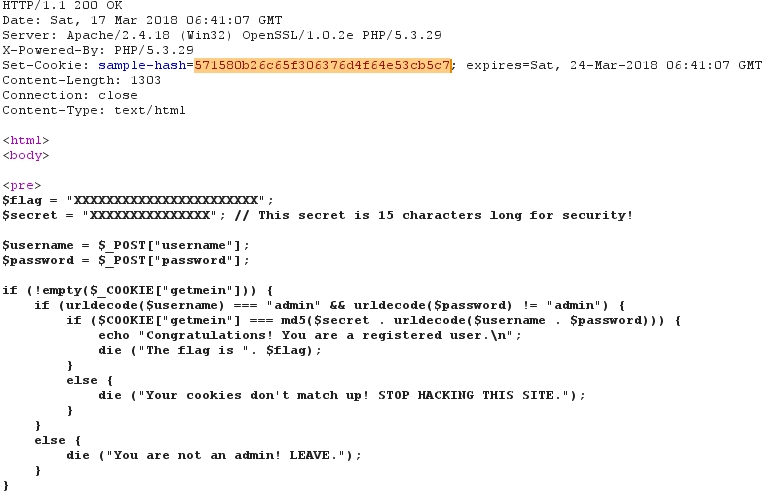 HTTP/1.1 200 OK
Date: Sat, 17 Mar 2018 06:41:07 GMT
Server: Apache/2.4.18 (Win32) OpenSSL/1.0.2e PHP/5.3.29
X-Powered-By: PHP/5.3.29
Set-Cookie: sample-hash=571580b26c65f306376d4f64e53cb5c7; expires=Sat, 24-Mar-2018 06:41:07 GMT
Content-Length: 1303
Connection: close
Content-Type: text/html

<html>
<body>

<pre>
$flag = "XXXXXXXXXXXXXXXXXXXXXXX";
$secret = "XXXXXXXXXXXXXXX"; // This secret is 15 characters long for security!

$username = $_POST["username"];
$password = $_POST["password"];

if (!empty($_COOKIE["getmein"])) {
    if (urldecode($username) === "admin" && urldecode($password) != "admin") {
        if ($COOKIE["getmein"] === md5($secret . urldecode($username . $password))) {
            echo "Congratulations! You are a registered user.\n";
            die ("The flag is ". $flag);
        }
        else {
            die ("Your cookies don't match up! STOP HACKING THIS SITE.");
        }
    }
    else {
        die ("You are not an admin! LEAVE.");
    }
}